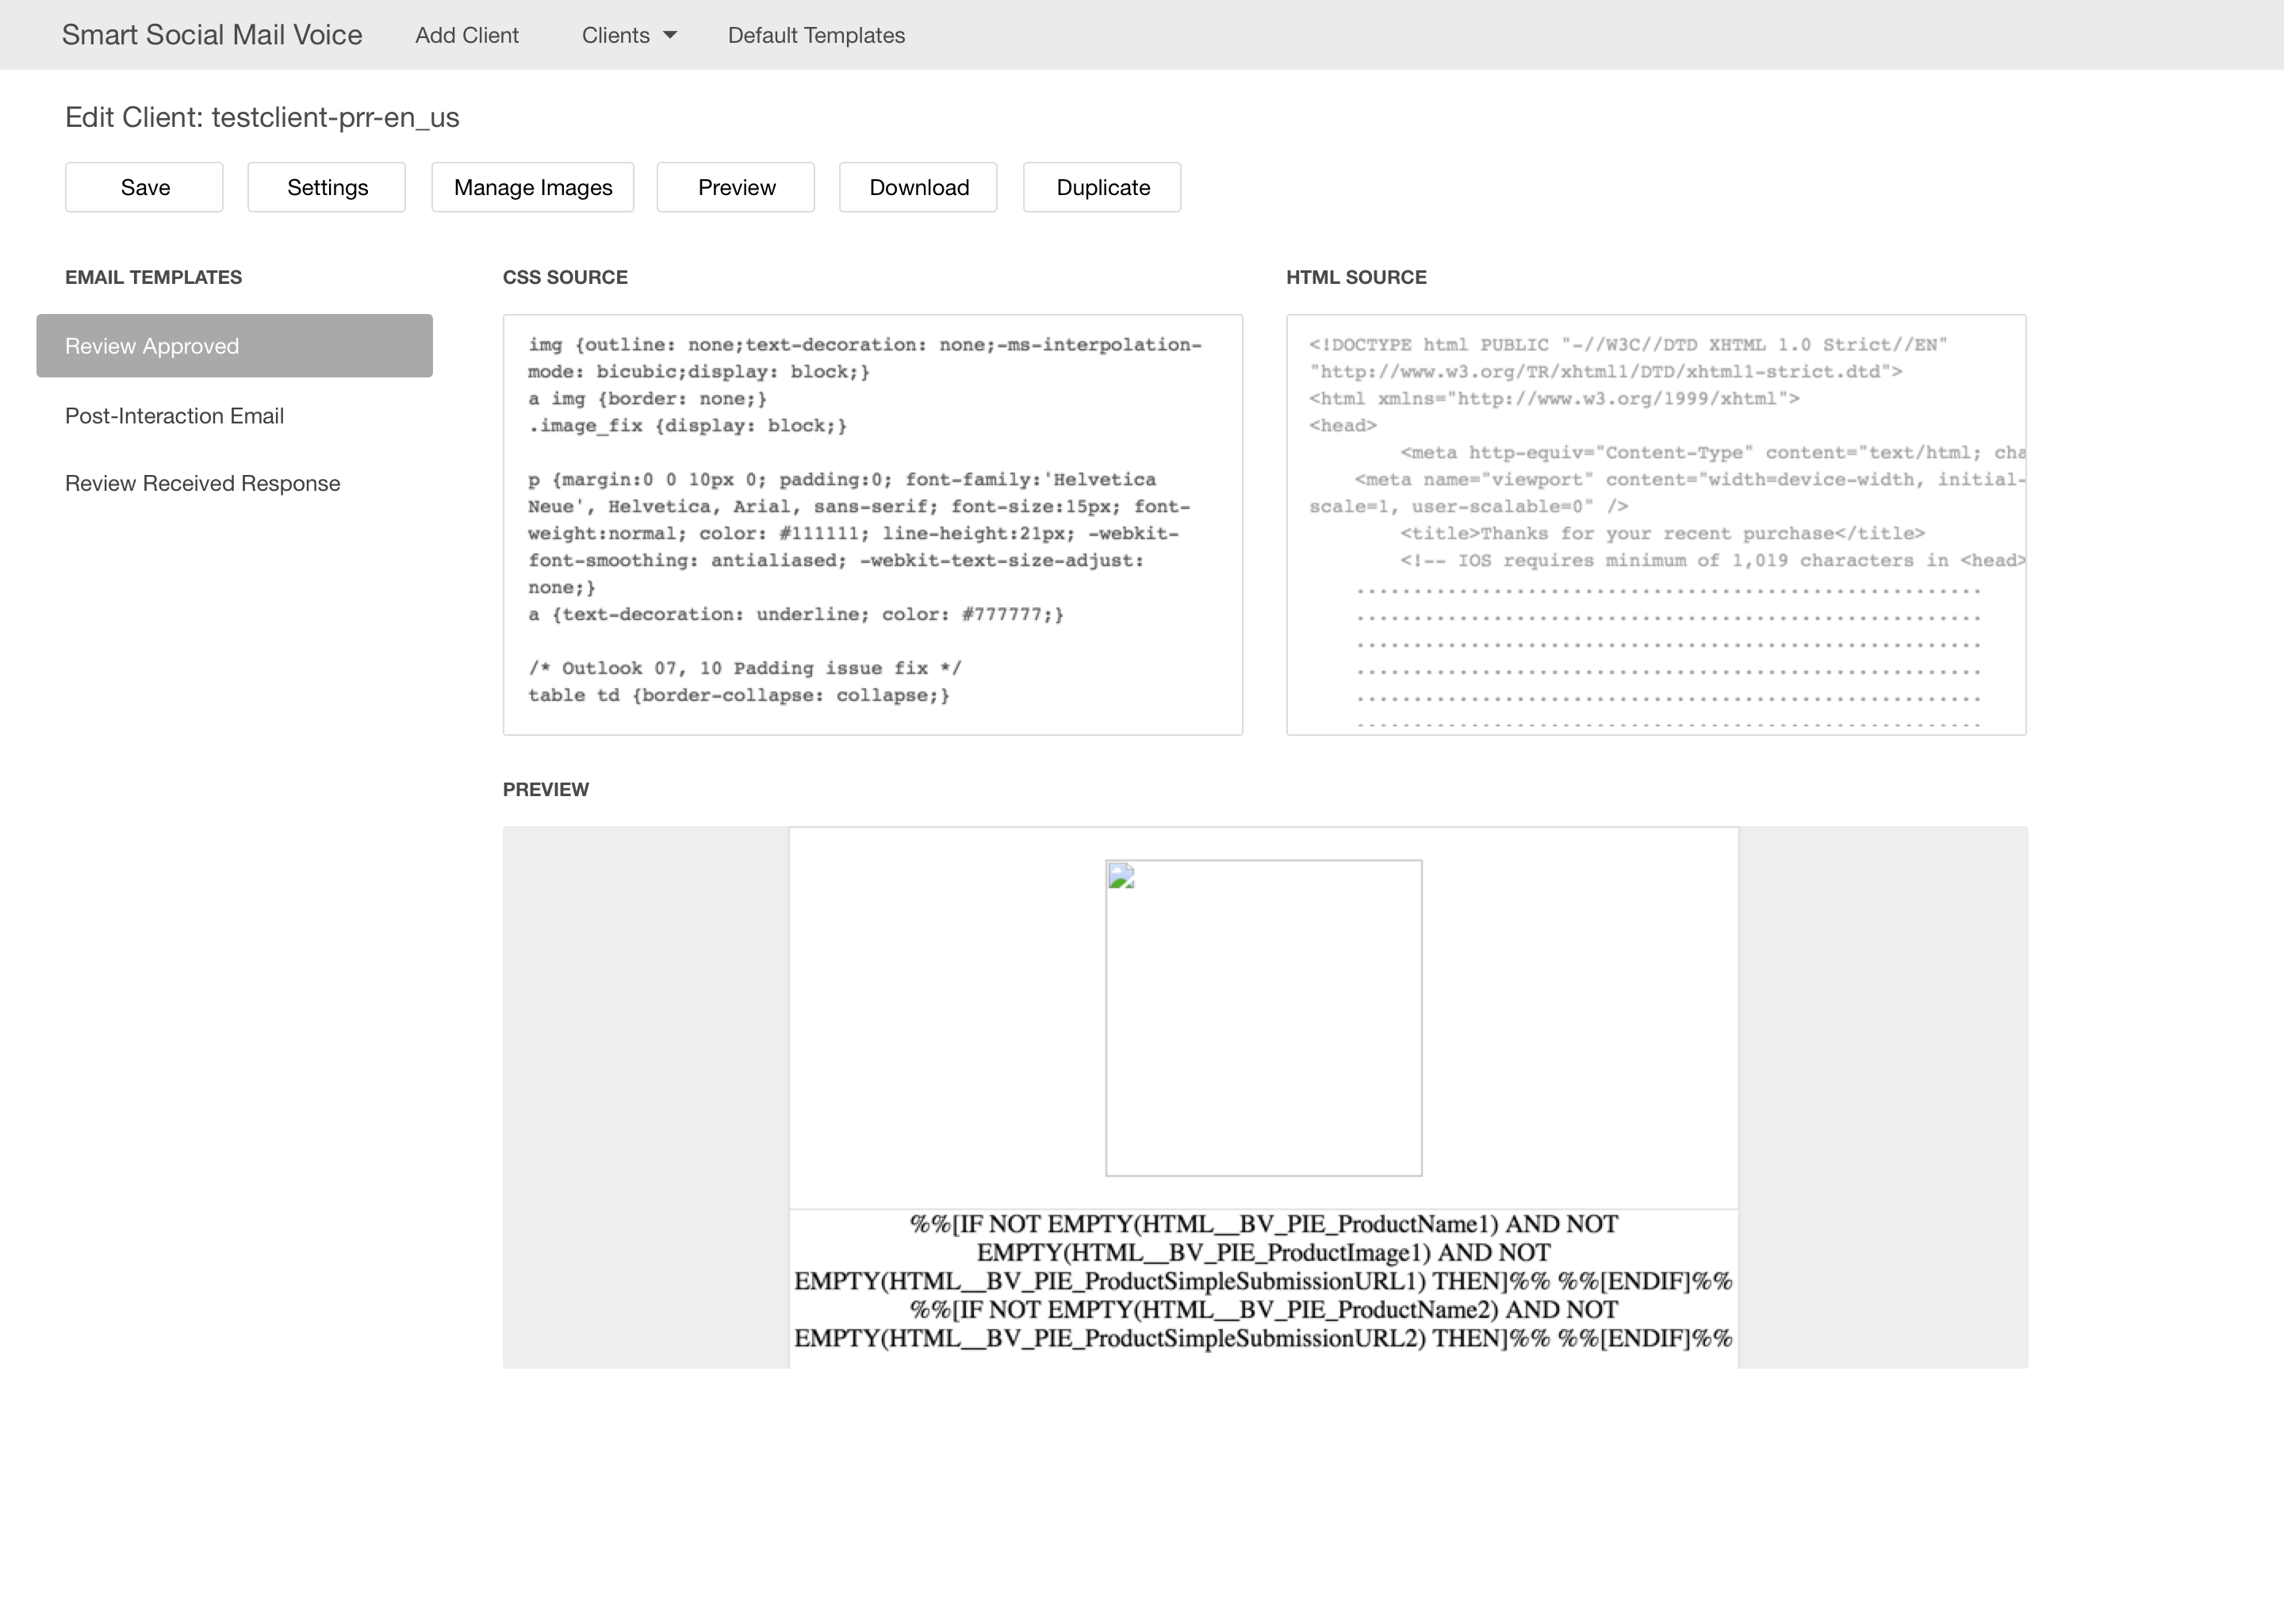 Smart Social Mail Voice
Add Client
Clients
Default Templates
Edit Client: testclient-prr-en_us
Save
Settings
Manage Images
Preview
Download
Duplicate
EMAIL TEMPLATES
Review Approved
Post-Interaction Email
Review Received Response
CSS SOURCE
img {outline: none;text-decoration: none;-ms-interpolation-
mode: bicubic;display: block;}
a img {border: none;}
.image_fix {display: block;}
p {margin:0 0 10px 0; padding:0; font-family:'Helvetica
Neue', Helvetica, Arial, sans-serif; font-size:15px; font-
weight:normal; color: #111111; line-height:21px; -webkit-
font-smoothing: antialiased; -webkit-text-size-adjust:
none;}
a {text-decoration: underline; color: #777777;}
/* Outlook 07, 10 Padding issue fix */
table td {border-collapse: collapse;}
HTML SOURCE
<!DOCTYPE html PUBLIC "-//W3C//DTD XHTML 1.0 Strict//EN"
"http://www.w3.org/TR/xhtml1/DTD/xhtml1-strict.dtd">
<html xmlns="http://www.w3.org/1999/xhtml">
<head>
<meta http-equiv="Content-Type" content="text/html; cha
<meta name="viewport" content="width=device-width, initial-
scale=1, user-scalable=0" />
<title>Thanks for your recent purchase</title>
<!-- IOS requires minimum of 1,019 characters in <head>
.......................................................
.......................................................
.......................................................
.......................................................
.......................................................
.......................................................
PREVIEW
%%[IF NOT EMPTY(HTML__BV_PIE_ProductName1) AND NOT
EMPTY(HTML__BV_PIE_ProductImage1) AND NOT
EMPTY(HTML__BV_PIE_ProductSimpleSubmissionURL1) THEN]%% %%[ENDIF]%%
%%[IF NOT EMPTY(HTML__BV_PIE_ProductName2) AND NOT
EMPTY(HTML__BV_PIE_ProductSimpleSubmissionURL2) THEN]%% %%[ENDIF]%%